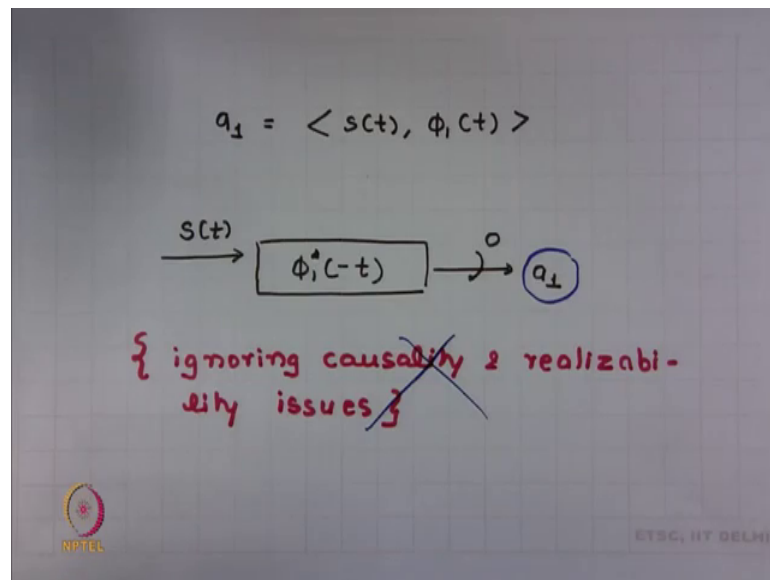 a₁ = < s(t), ϕ₁(t) >
s(t)
ϕ₁*(-t)
0
a₁
{ ignoring causality & realizabi-
lity issues }
NPTEL
ETSC, IIT DELHI